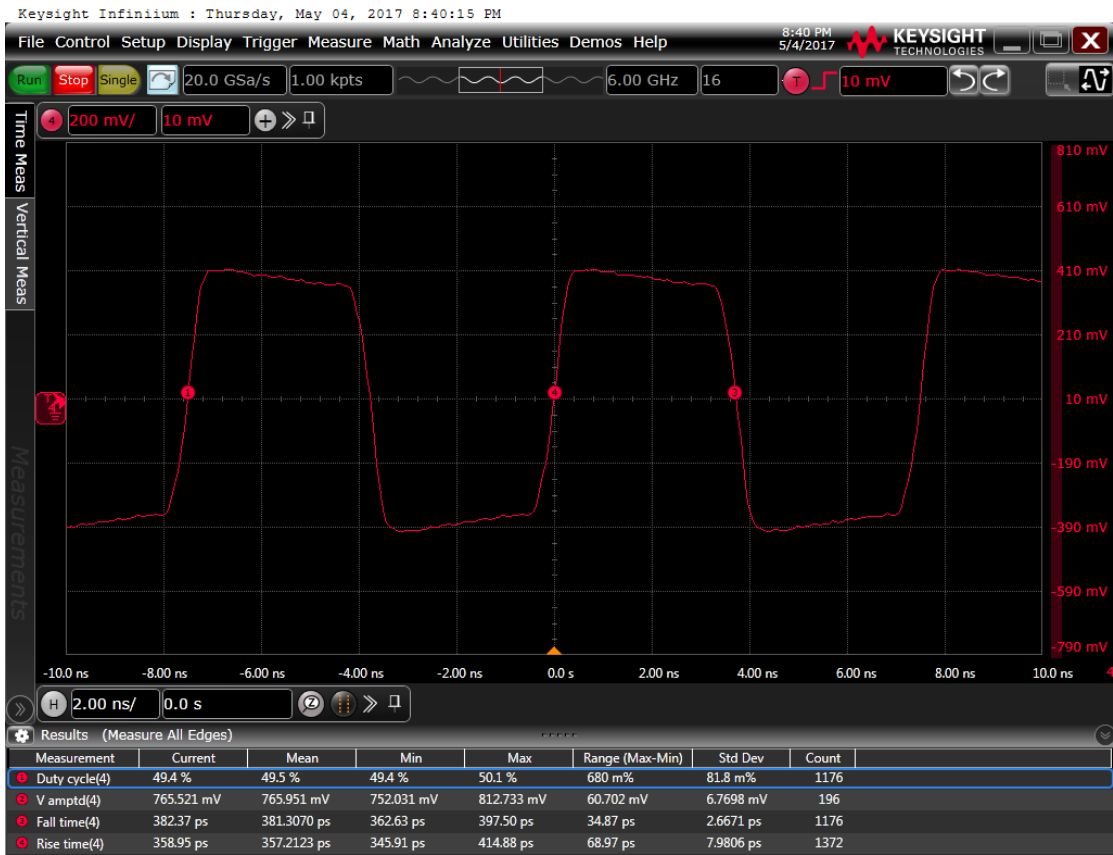 Keysight Infiniium : Thursday, May 04, 2017 8:40:15 PM
File Control Setup Display Trigger Measure Math Analyze Utilities Demos Help 8:40 PM 5/4/2017 KEYSIGHT TECHNOLOGIES X
Run Stop Single 20.0 GSa/s 1.00 kpts 6.00 GHz 16 T 10 mV
4 200 mV/ 10 mV +
Time Meas
Vertical Meas
Measurements
810 mV
610 mV
410 mV
210 mV
1 4 3
T 10 mV
-190 mV
-390 mV
-590 mV
-790 mV
-10.0 ns -8.00 ns -6.00 ns -4.00 ns -2.00 ns 0.0 s 2.00 ns 4.00 ns 6.00 ns 8.00 ns 10.0 ns 4
H 2.00 ns/ 0.0 s Z
Results (Measure All Edges)
Measurement Current Mean Min Max Range (Max-Min) Std Dev Count
1 Duty cycle(4) 49.4 % 49.5 % 49.4 % 50.1 % 680 m% 81.8 m% 1176
2 V amptd(4) 765.521 mV 765.951 mV 752.031 mV 812.733 mV 60.702 mV 6.7698 mV 196
3 Fall time(4) 382.37 ps 381.3070 ps 362.63 ps 397.50 ps 34.87 ps 2.6671 ps 1176
4 Rise time(4) 358.95 ps 357.2123 ps 345.91 ps 414.88 ps 68.97 ps 7.9806 ps 1372